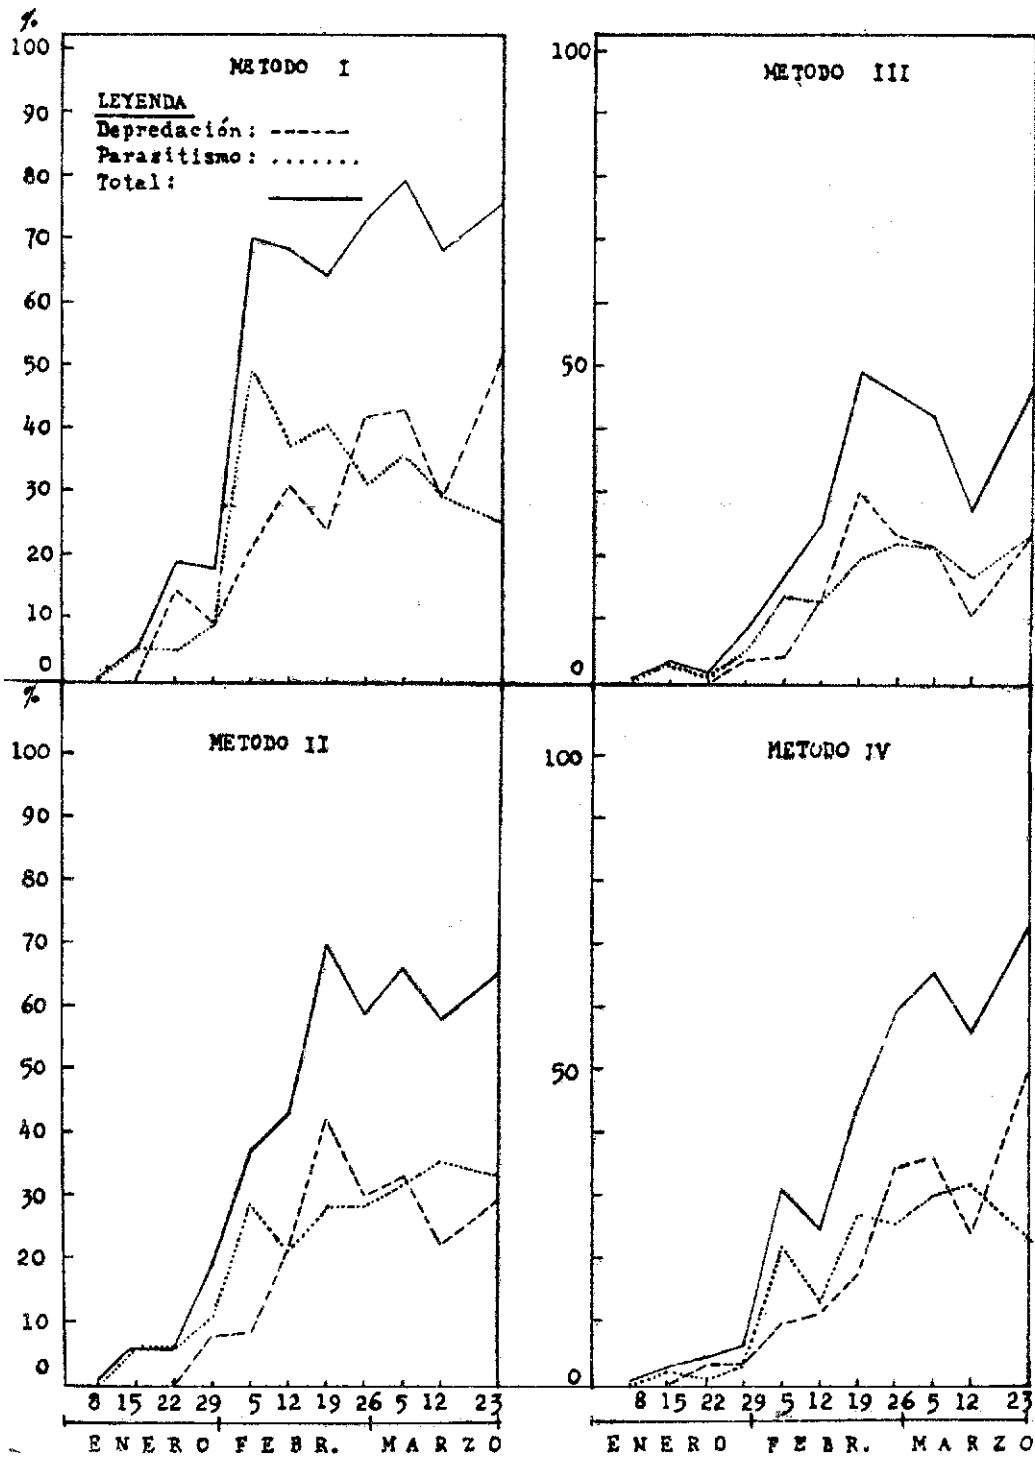 %
100
90
80
70
60
50
40
30
20
10
0
METODO I
LEYENDA
Depredación: ------
Parasitismo: .......
Total:
100
50
0
METODO III
%
100
90
80
70
60
50
40
30
20
10
0
METODO II
8 15 22 29 5 12 19 26 5 12 23
ENERO FEBR. MARZO
100
50
0
METODO IV
8 15 22 29 5 12 19 26 5 12 23
ENERO FEBR. MARZO